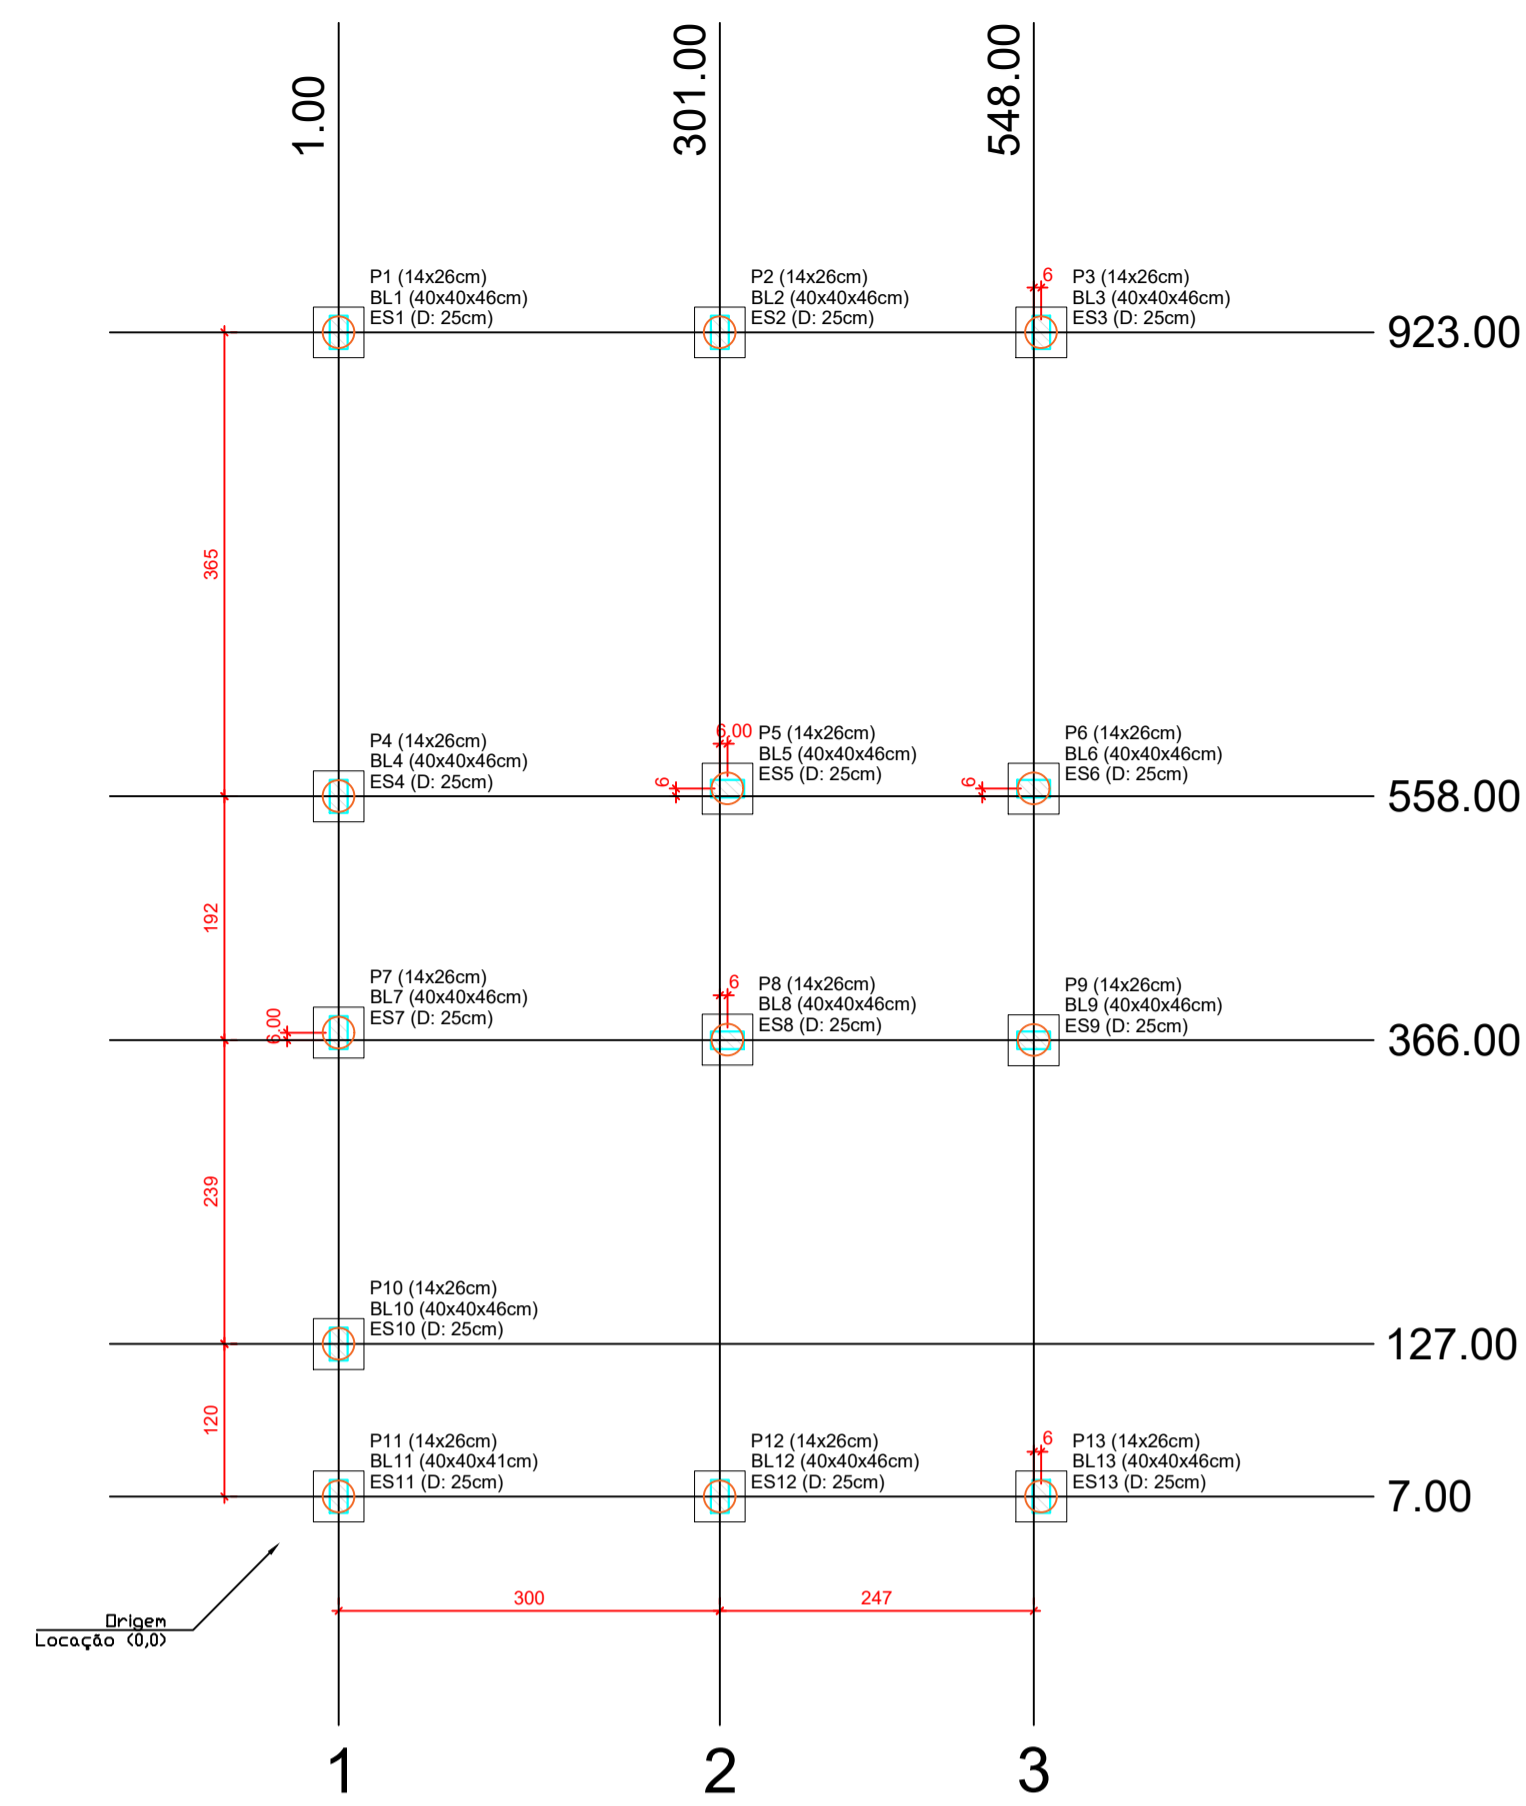 1.00
301.00
548.00
P1 (14x26cm)
BL1 (40x40x46cm)
ES1 (D: 25cm)
P2 (14x26cm)
BL2 (40x40x46cm)
ES2 (D: 25cm)
6
P3 (14x26cm)
BL3 (40x40x46cm)
ES3 (D: 25cm)
923.00
365
P4 (14x26cm)
BL4 (40x40x46cm)
ES4 (D: 25cm)
6,00
6
P5 (14x26cm)
BL5 (40x40x46cm)
ES5 (D: 25cm)
6
P6 (14x26cm)
BL6 (40x40x46cm)
ES6 (D: 25cm)
558.00
192
P7 (14x26cm)
BL7 (40x40x46cm)
ES7 (D: 25cm)
6,00
6
P8 (14x26cm)
BL8 (40x40x46cm)
ES8 (D: 25cm)
P9 (14x26cm)
BL9 (40x40x46cm)
ES9 (D: 25cm)
366.00
239
P10 (14x26cm)
BL10 (40x40x46cm)
ES10 (D: 25cm)
127.00
120
P11 (14x26cm)
BL11 (40x40x41cm)
ES11 (D: 25cm)
P12 (14x26cm)
BL12 (40x40x46cm)
ES12 (D: 25cm)
6
P13 (14x26cm)
BL13 (40x40x46cm)
ES13 (D: 25cm)
7.00
300
247
Origem
Locação (0,0)
1
2
3